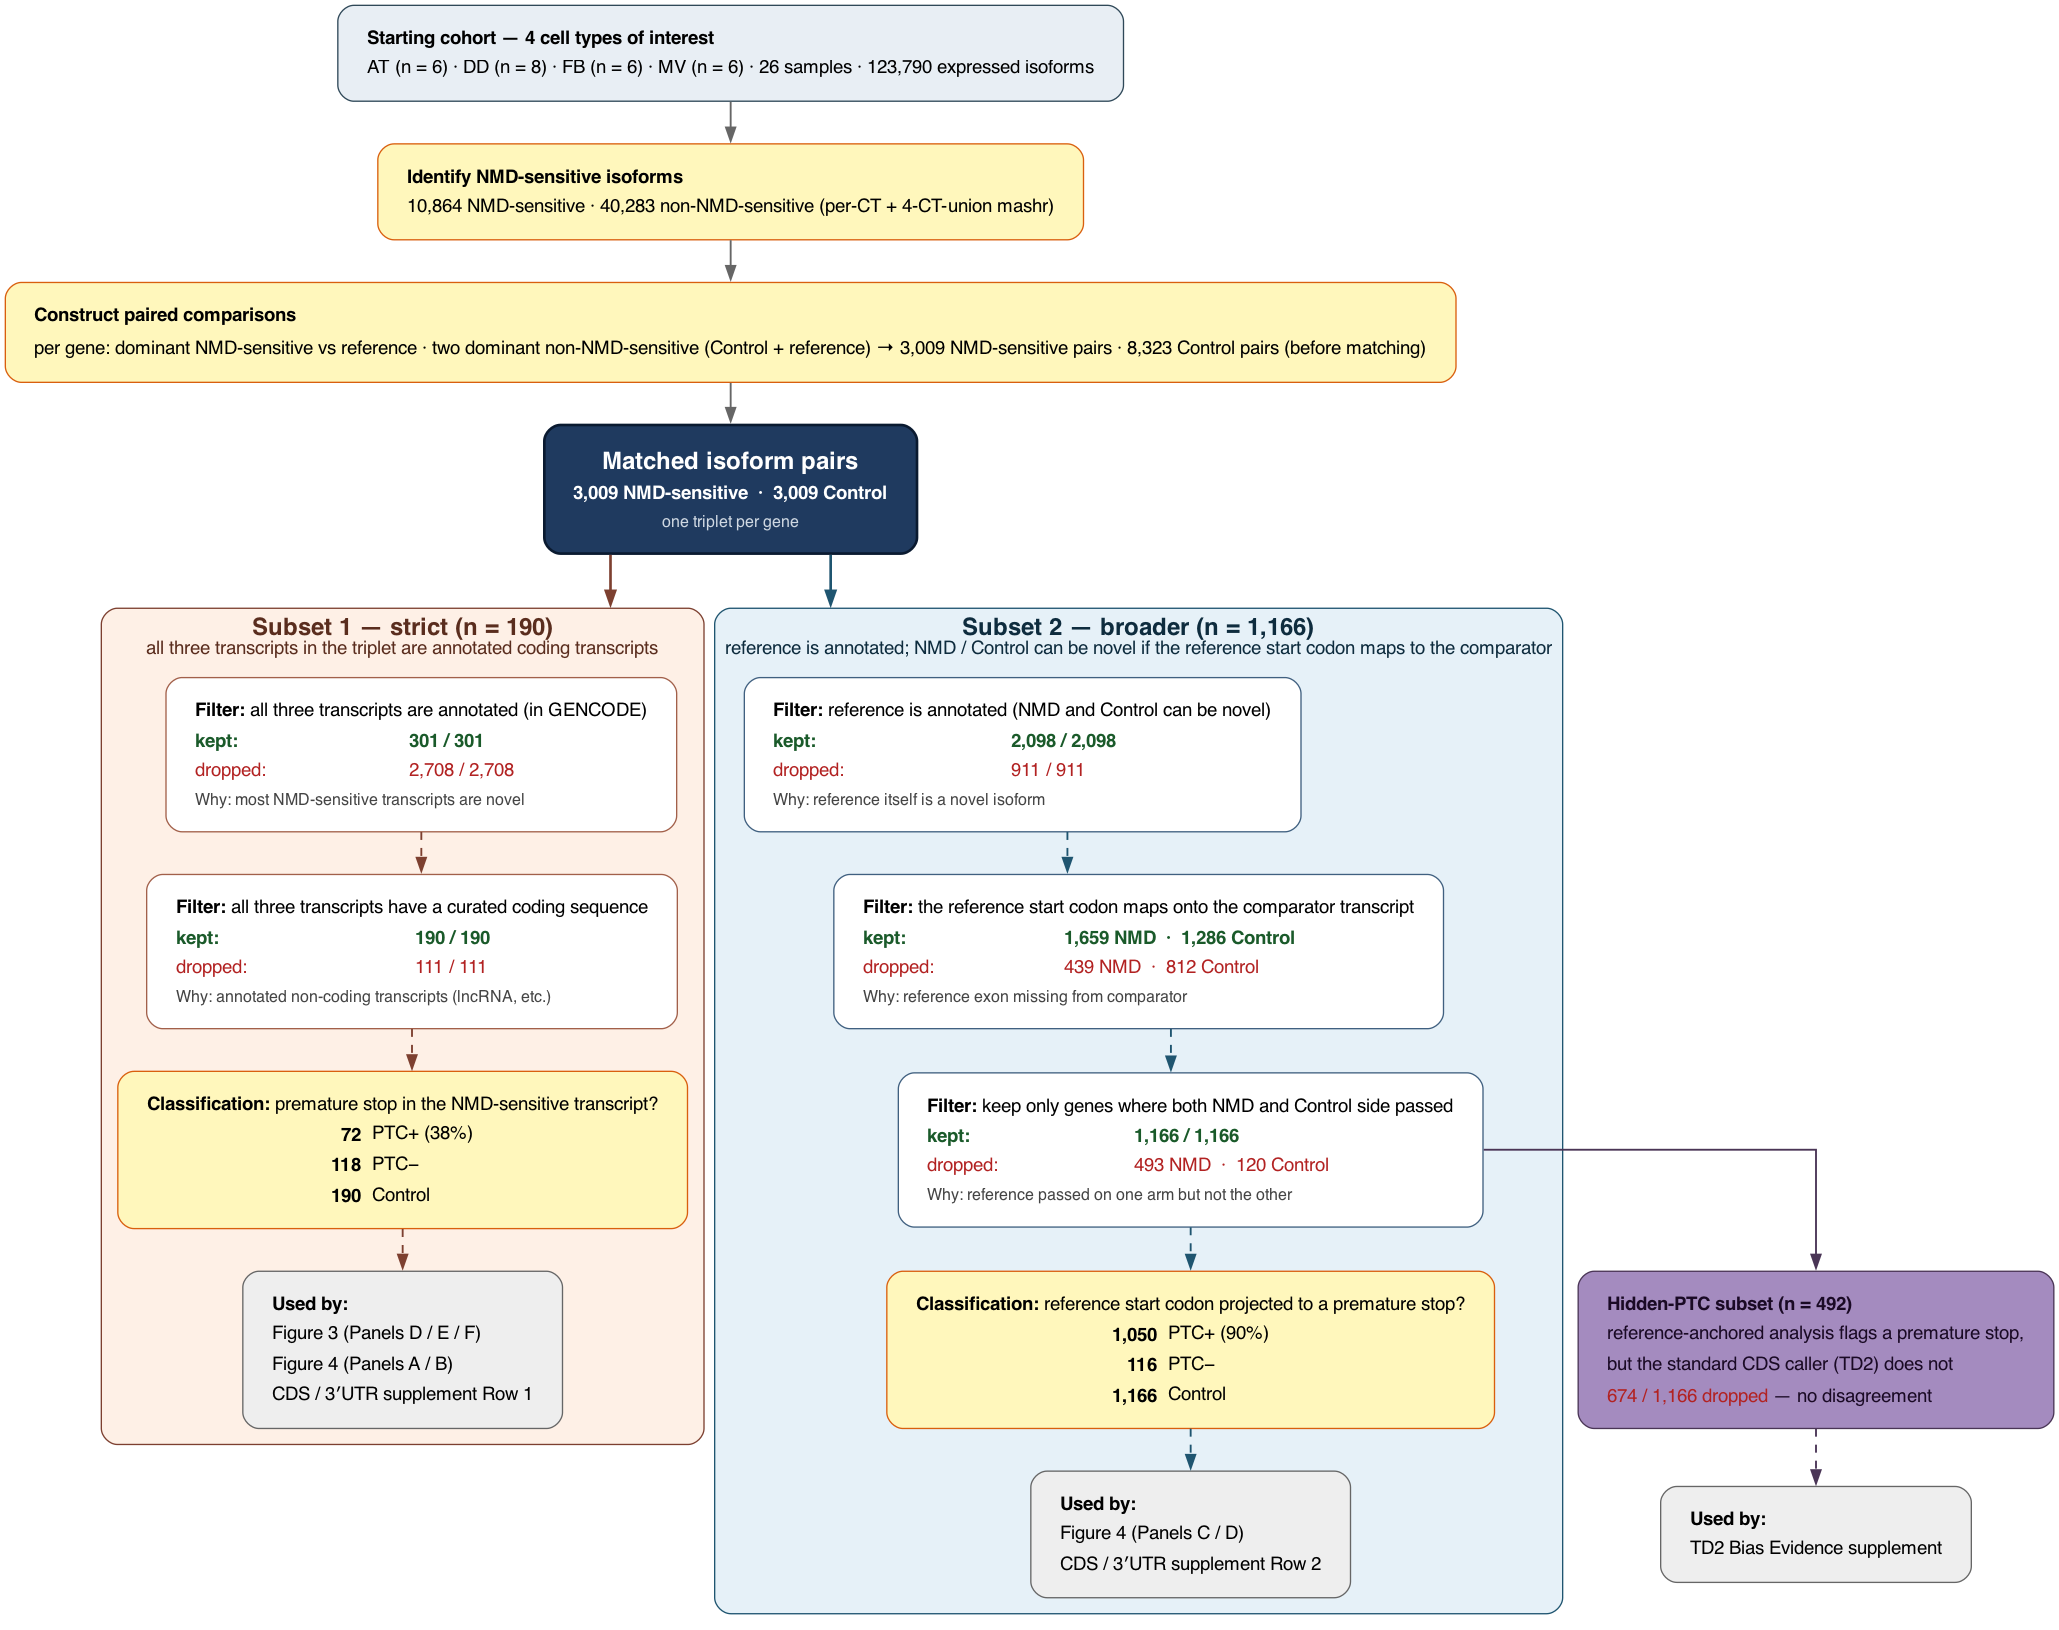 Starting cohort — 4 cell types of interest
AT (n = 6) · DD (n = 8) · FB (n = 6) · MV (n = 6) · 26 samples · 123,790 expressed isoforms
Identify NMD-sensitive isoforms
10,864 NMD-sensitive · 40,283 non-NMD-sensitive (per-CT + 4-CT-union mashr)
Construct paired comparisons
per gene: dominant NMD-sensitive vs reference · two dominant non-NMD-sensitive (Control + reference) → 3,009 NMD-sensitive pairs · 8,323 Control pairs (before matching)
Matched isoform pairs
3,009 NMD-sensitive · 3,009 Control
one triplet per gene
Subset 1 — strict (n = 190)
all three transcripts in the triplet are annotated coding transcripts
Filter: all three transcripts are annotated (in GENCODE)
kept: 301 / 301
dropped: 2,708 / 2,708
Why: most NMD-sensitive transcripts are novel
Filter: all three transcripts have a curated coding sequence
kept: 190 / 190
dropped: 111 / 111
Why: annotated non-coding transcripts (lncRNA, etc.)
Classification: premature stop in the NMD-sensitive transcript?
72 PTC+ (38%)
118 PTC−
190 Control
Used by:
Figure 3 (Panels D / E / F)
Figure 4 (Panels A / B)
CDS / 3′UTR supplement Row 1
Subset 2 — broader (n = 1,166)
reference is annotated; NMD / Control can be novel if the reference start codon maps to the comparator
Filter: reference is annotated (NMD and Control can be novel)
kept: 2,098 / 2,098
dropped: 911 / 911
Why: reference itself is a novel isoform
Filter: the reference start codon maps onto the comparator transcript
kept: 1,659 NMD · 1,286 Control
dropped: 439 NMD · 812 Control
Why: reference exon missing from comparator
Filter: keep only genes where both NMD and Control side passed
kept: 1,166 / 1,166
dropped: 493 NMD · 120 Control
Why: reference passed on one arm but not the other
Classification: reference start codon projected to a premature stop?
1,050 PTC+ (90%)
116 PTC−
1,166 Control
Used by:
Figure 4 (Panels C / D)
CDS / 3′UTR supplement Row 2
Hidden-PTC subset (n = 492)
reference-anchored analysis flags a premature stop,
but the standard CDS caller (TD2) does not
674 / 1,166 dropped — no disagreement
Used by:
TD2 Bias Evidence supplement